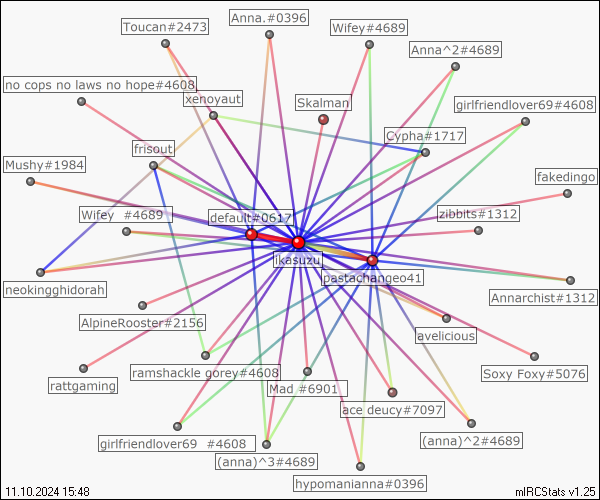 Anna.#0396
Toucan#2473
Wifey#4689
Anna^2#4689
no cops no laws no hope#4608
xenoyaut
Skalman
girlfriendlover69#4608
Cypha#1717
frisout
Mushy#1984
fakedingo
Wifey  #4689
default#0617
zibbits#1312
ikasuzu
pastachangeo41
neokingghidorah
Annarchist#1312
AlpineRooster#2156
avelicious
ramshackle gorey#4608
Soxy Foxy#5076
rattgaming
Mad #6901
ace deucy#7097
girlfriendlover69  #4608
(anna)^2#4689
(anna)^3#4689
hypomanianna#0396
11.10.2024 15:48
mIRCStats v1.25